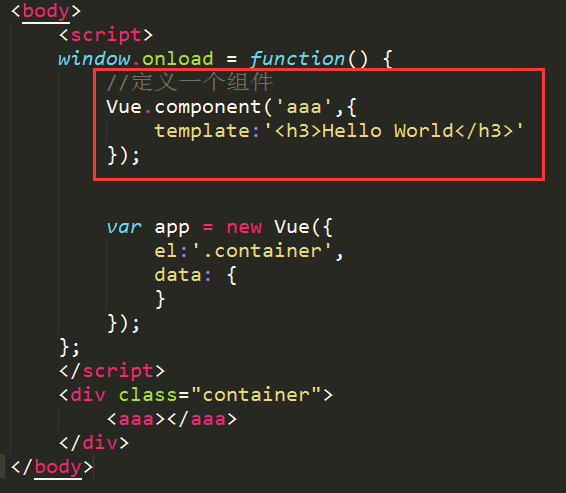 <body>
<script>
window.onload = function() {
//定义一个组件
Vue.component('aaa',{
template:'<h3>Hello World</h3>'
});
var app = new Vue({
el:'.container',
data: {
}
});
};
</script>
<div class="container">
<aaa></aaa>
</div>
</body>